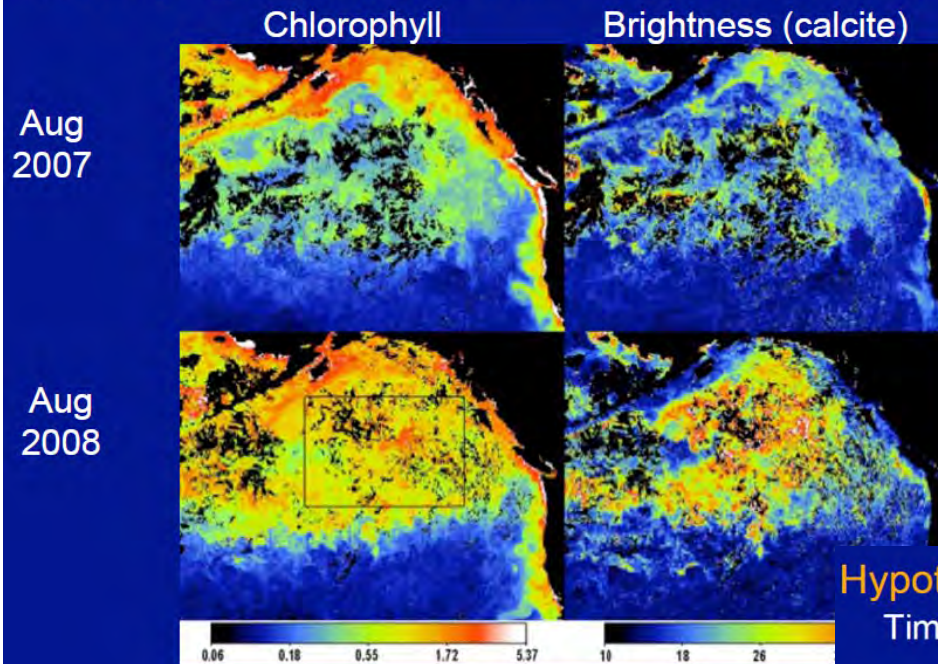 Chlorophyll
Brightness (calcite)
Aug
2007
Aug
2008
0.06 0.18 0.55 1.72 5.37
10 18 26